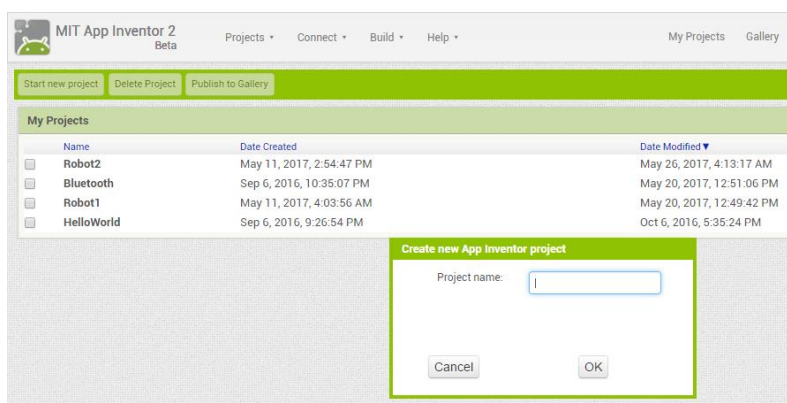 MIT App Inventor 2
Beta
Projects Connect Build Help My Projects Gallery
Start new project Delete Project Publish to Gallery
My Projects
Name Date Created Date Modified ▼
Robot2 May 11, 2017, 2:54:47 PM May 26, 2017, 4:13:17 AM
Bluetooth Sep 6, 2016, 10:35:07 PM May 20, 2017, 12:51:06 PM
Robot1 May 11, 2017, 4:03:56 AM May 20, 2017, 12:49:42 PM
HelloWorld Sep 6, 2016, 9:26:54 PM Oct 6, 2016, 5:35:24 PM
Create new App Inventor project
Project name:
Cancel OK